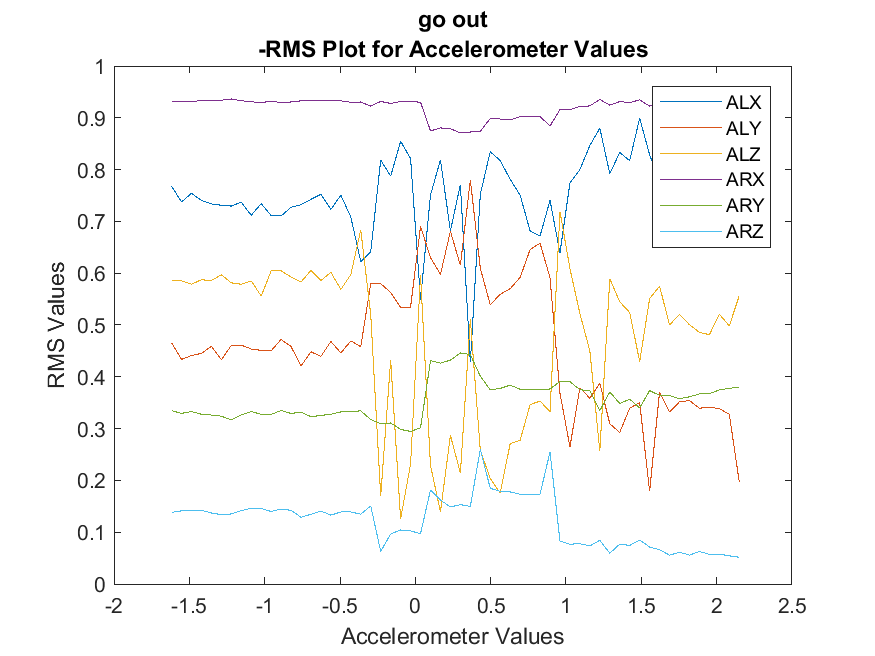 go out
-RMS Plot for Accelerometer Values
1
0.9
0.8
0.7
0.6
0.5
0.4
0.3
0.2
0.1
0
RMS Values
ALX
ALY
ALZ
ARX
ARY
ARZ
-2
-1.5
-1
-0.5
0
0.5
1
1.5
2
2.5
Accelerometer Values